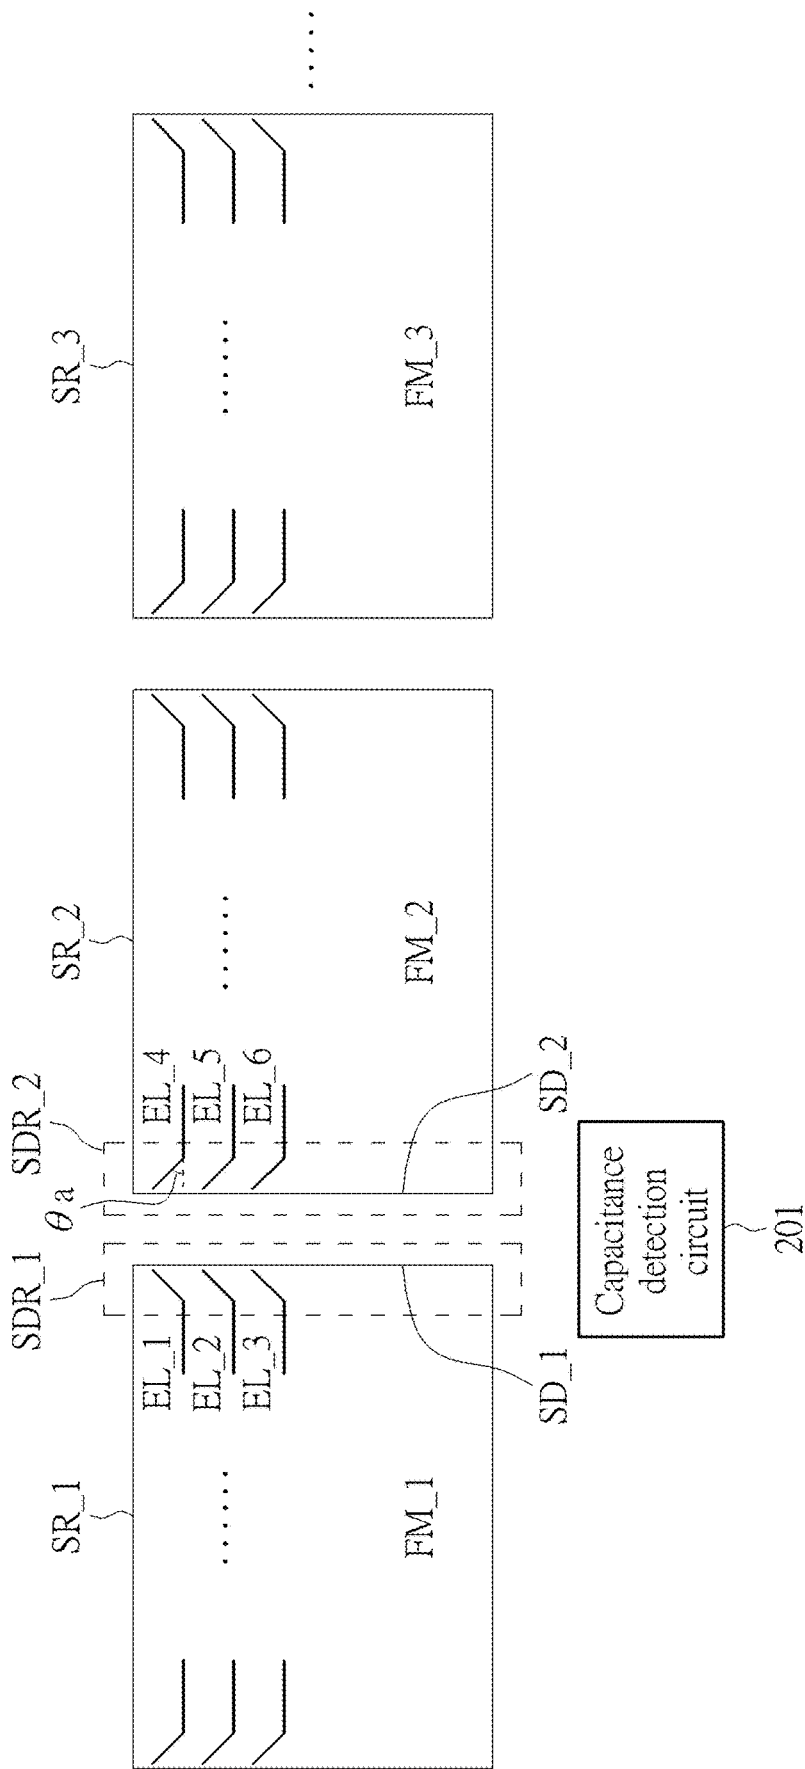 SDR_1
SDR_2
θa
SR_1
SR_2
SR_3
EL_1
EL_4
EL_2
EL_5
EL_3
EL_6
......
......
......
.....
FM_1
FM_2
FM_3
SD_1
SD_2
Capacitance
detection
circuit
201